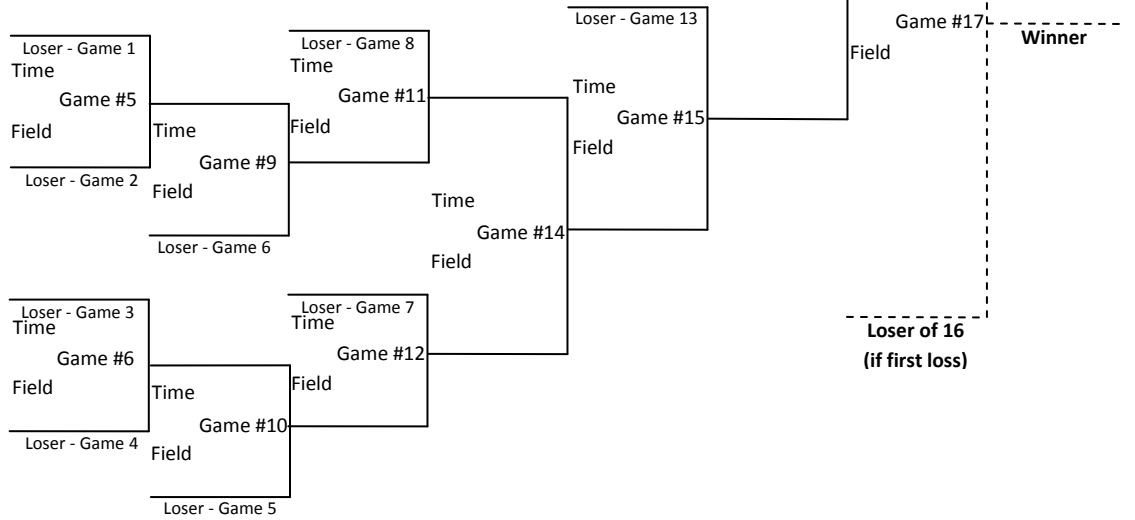 Loser - Game 13
Game #17
Winner
Field
Loser - Game 1
Time
Game #5
Field
Loser - Game 2
Loser - Game 8
Time
Game #11
Field
Time
Game #9
Field
Loser - Game 6
Time
Game #15
Field
Time
Game #14
Field
Loser - Game 3
Time
Game #6
Field
Loser - Game 4
Loser - Game 7
Time
Game #12
Field
Time
Game #10
Field
Loser - Game 5
Loser of 16
(if first loss)